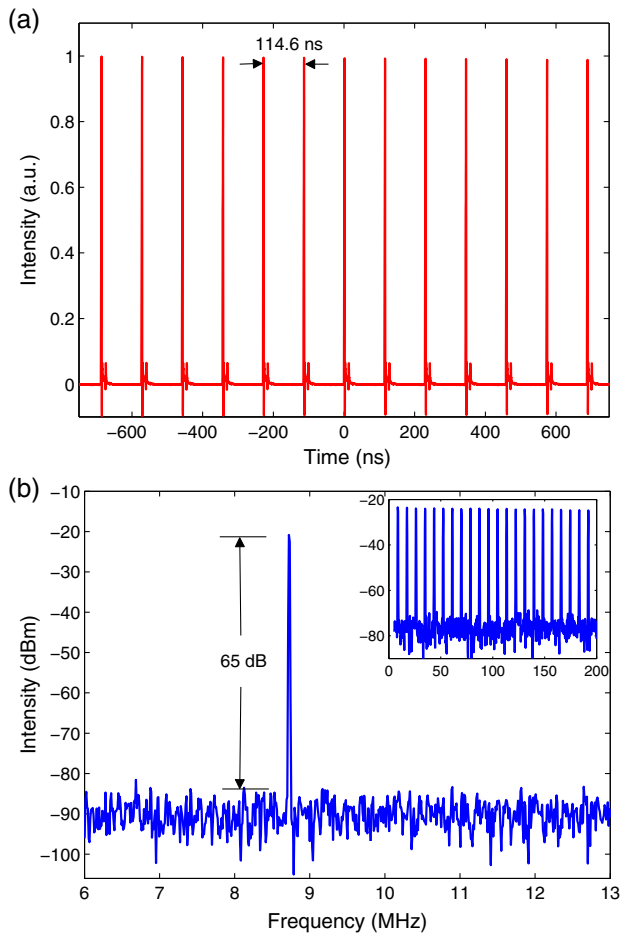 (a)
114.6 ns
1
0.8
0.6
0.4
0.2
0
Intensity (a.u.)
−600 −400 −200 0 200 400 600
Time (ns)
(b)
−10
−20
−30
−40
−50
−60
−70
−80
−90
−100
Intensity (dBm)
65 dB
−20
−40
−60
−80
0 50 100 150 200
6 7 8 9 10 11 12 13
Frequency (MHz)